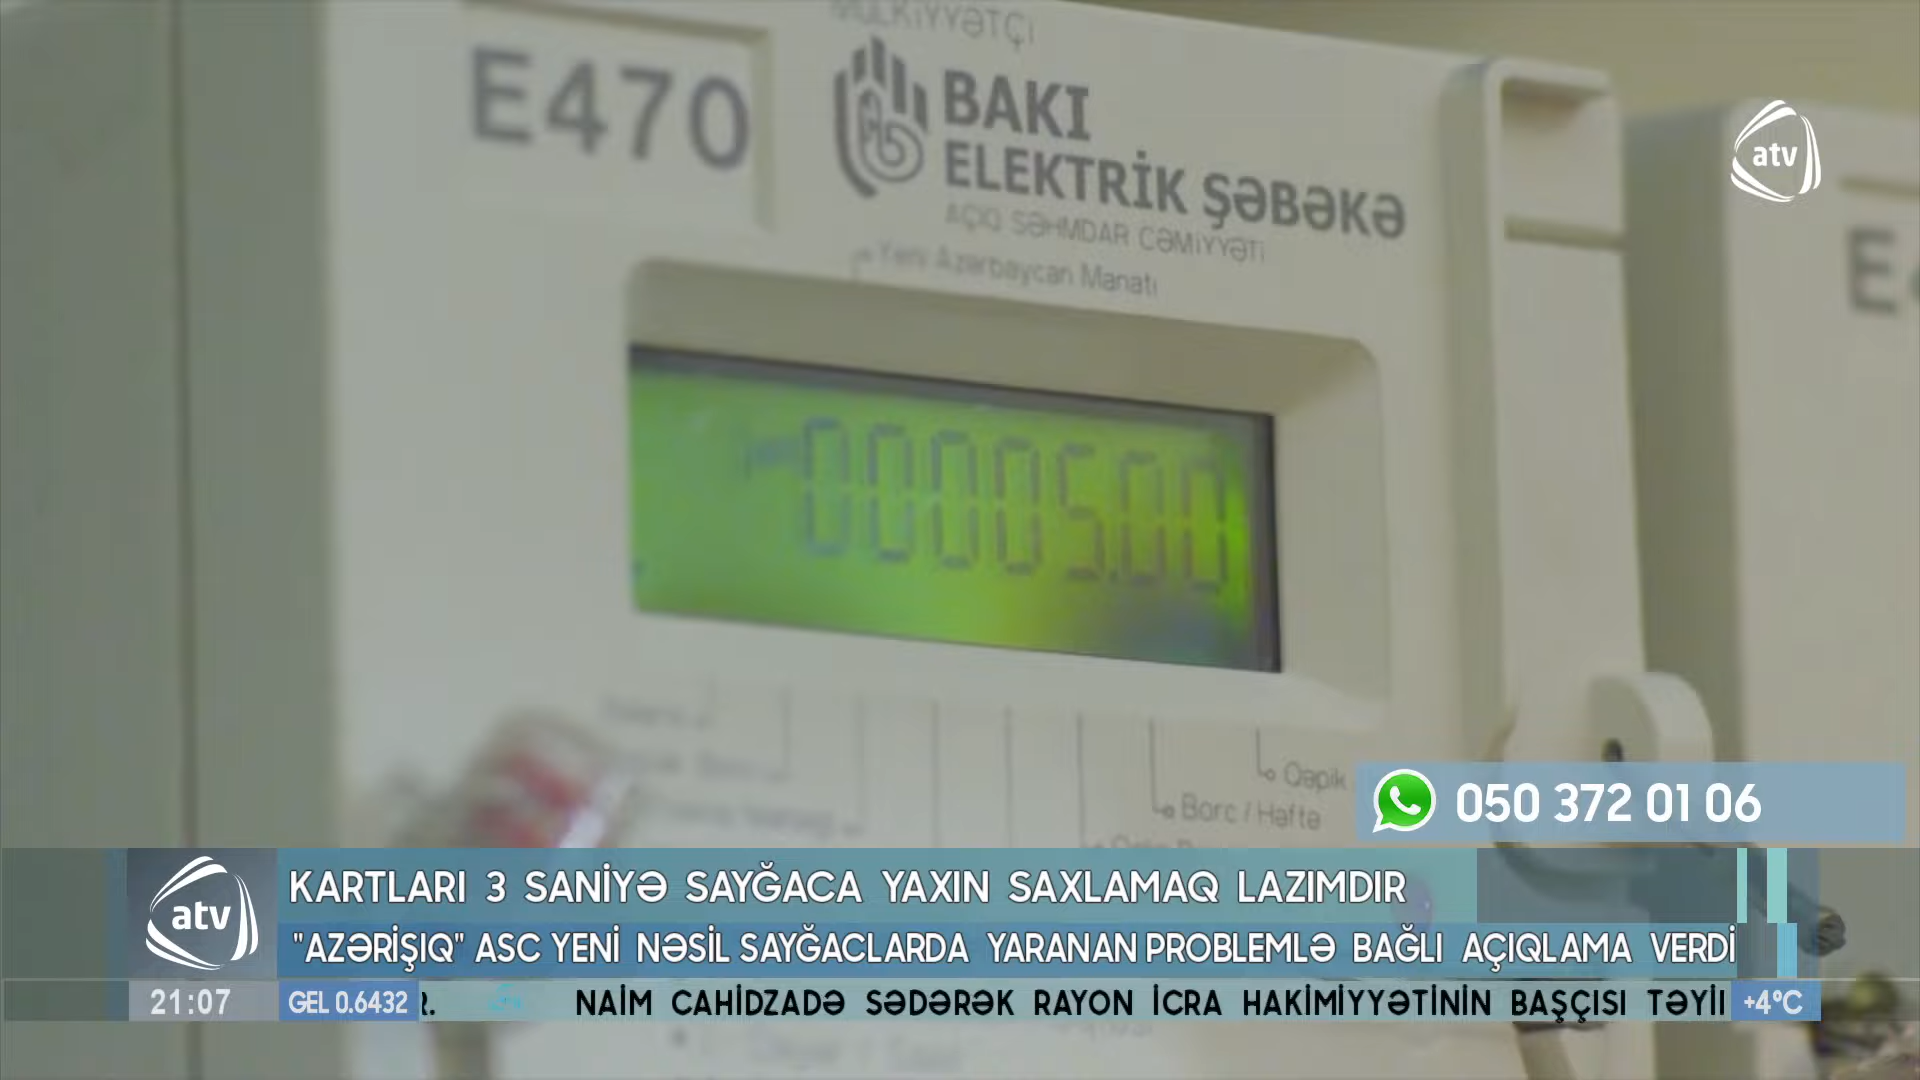 MÜLKİYYƏTÇİ
E470
BAKI
ELEKTRİK ŞƏBƏKƏ
AÇIQ SƏHMDAR CƏMİYYƏTİ
Yeni Azərbaycan Manatı
atv
00005.00
Qəpik
Borc / Həftə
050 372 01 06
atv
KARTLARI 3 SANİYƏ SAYĞACA YAXIN SAXLAMAQ LAZIMDIR
"AZƏRİŞIQ" ASC YENİ NƏSİL SAYĞACLARDA YARANAN PROBLEMLƏ BAĞLI AÇIQLAMA VERDİ
21:07 GEL 0.6432 R. NAİM CAHİDZADƏ SƏDƏRƏK RAYON İCRA HAKİMİYYƏTİNİN BAŞÇISI TƏYİ +4°C